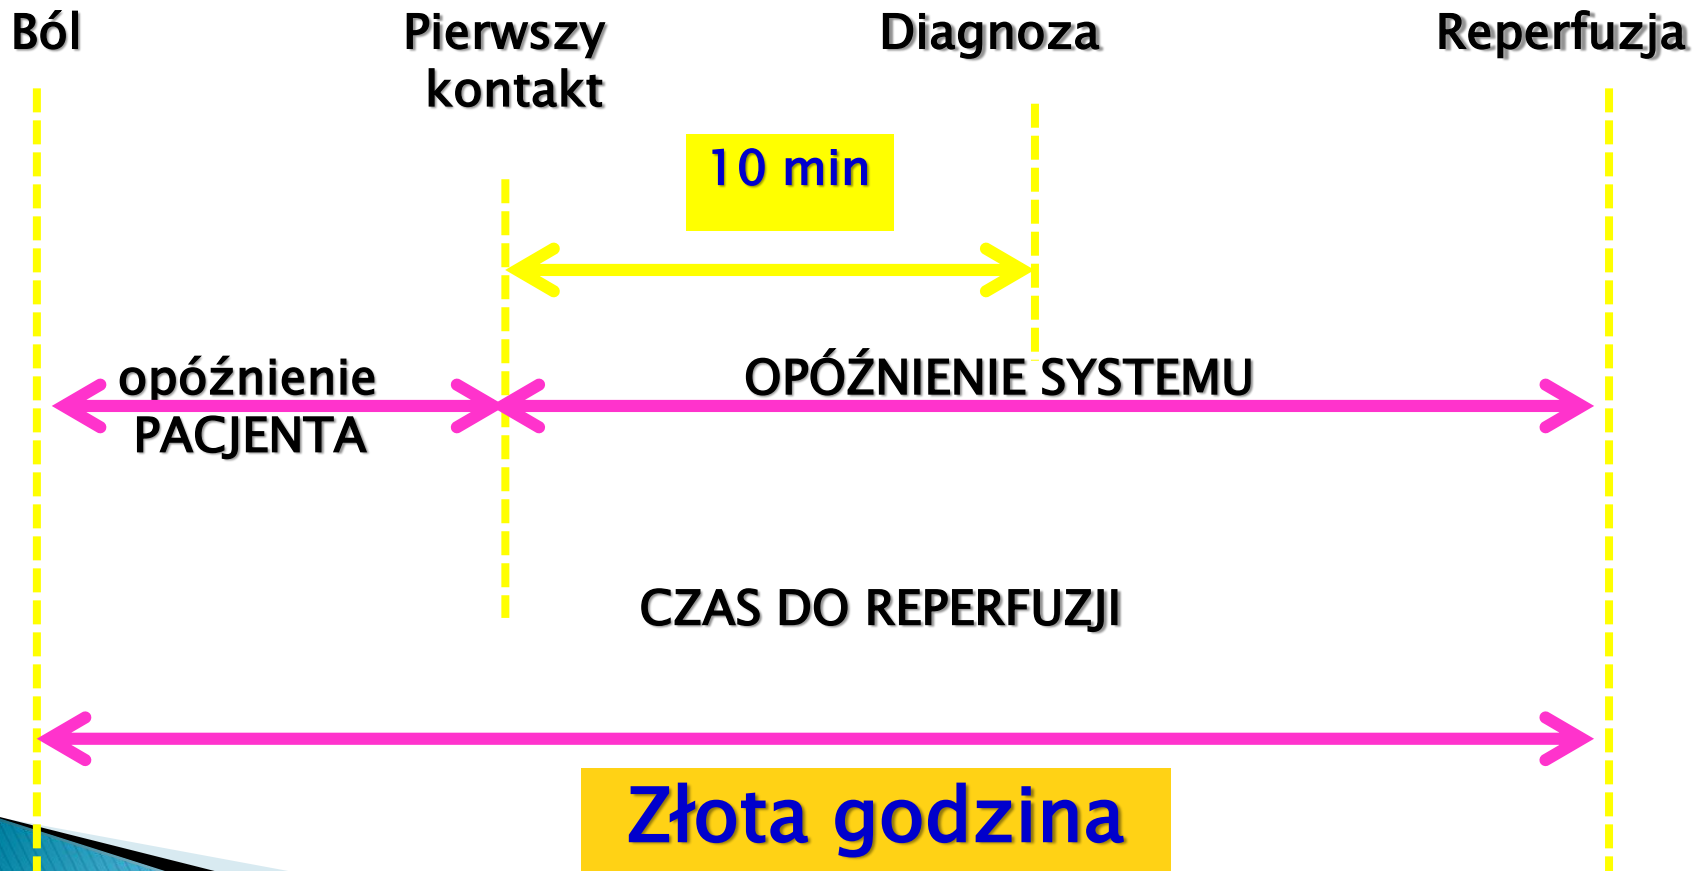 Ból
Pierwszy
kontakt
Diagnoza
Reperfuzja
10 min
opóźnienie
PACJENTA
OPÓŹNIENIE SYSTEMU
CZAS DO REPERFUZJI
Złota godzina